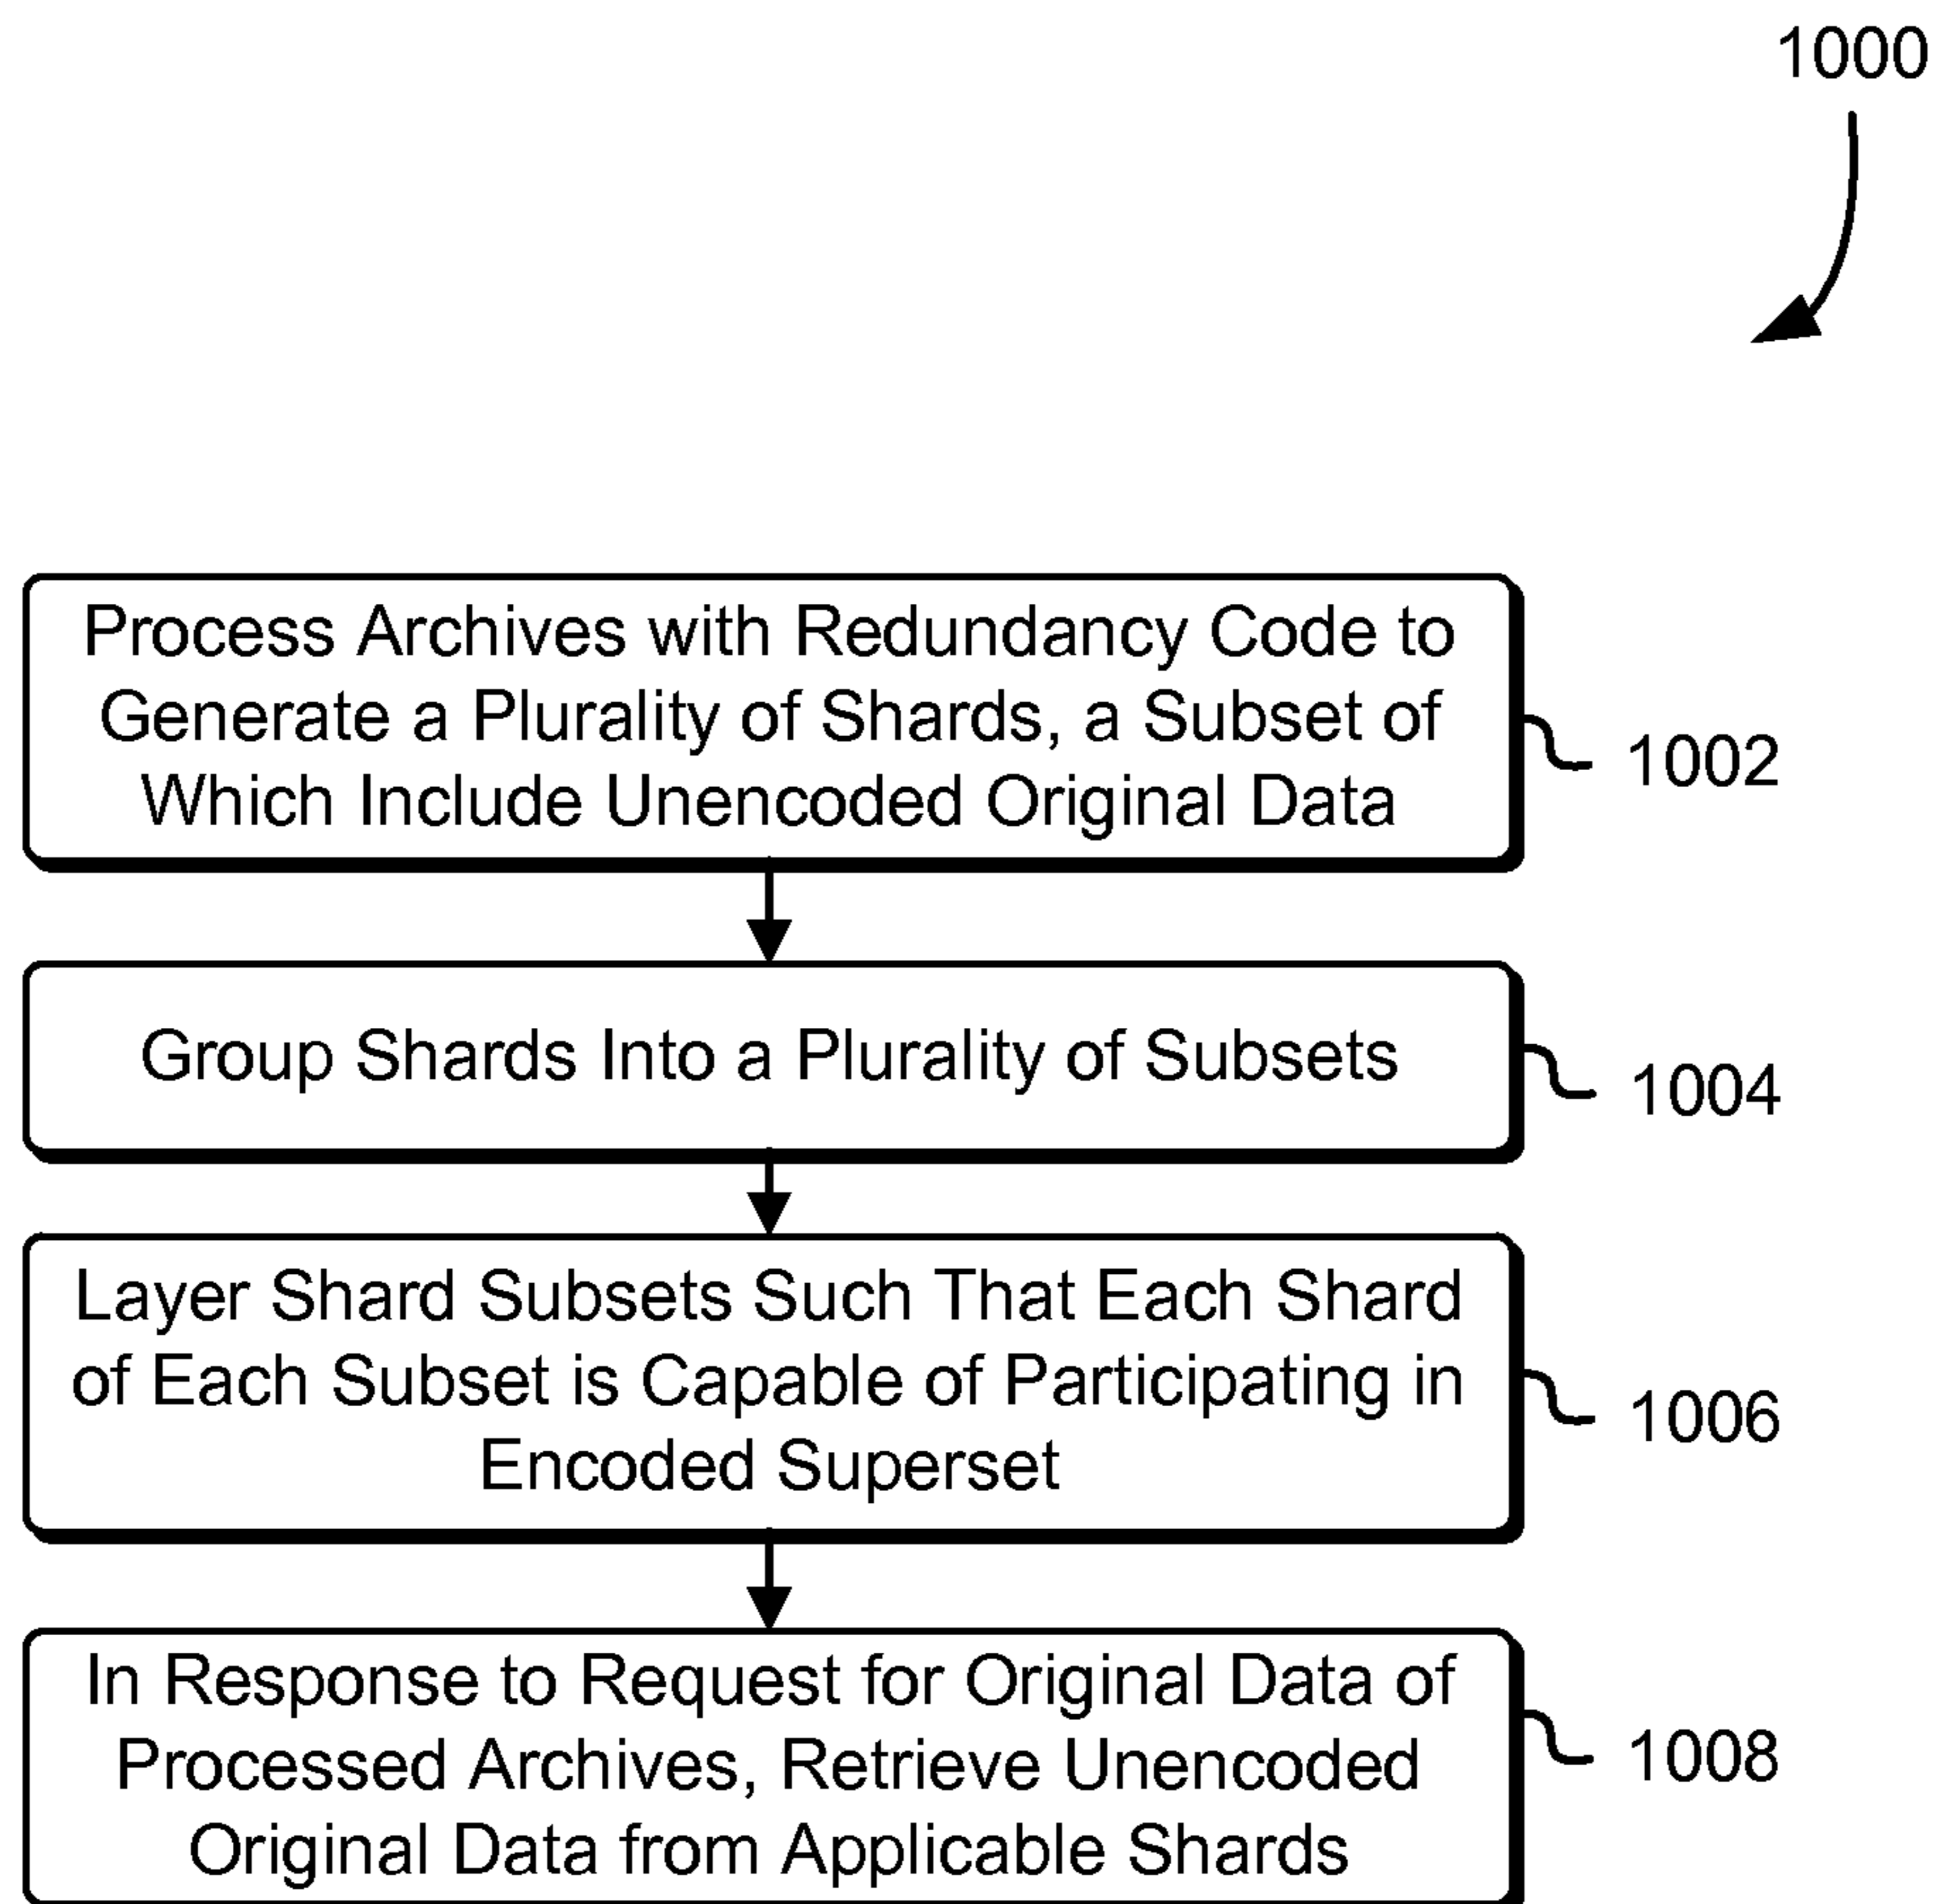 1000
Process Archives with Redundancy Code to
Generate a Plurality of Shards, a Subset of
Which Include Unencoded Original Data
1002
Group Shards Into a Plurality of Subsets
1004
Layer Shard Subsets Such That Each Shard
of Each Subset is Capable of Participating in
Encoded Superset
1006
In Response to Request for Original Data of
Processed Archives, Retrieve Unencoded
Original Data from Applicable Shards
1008